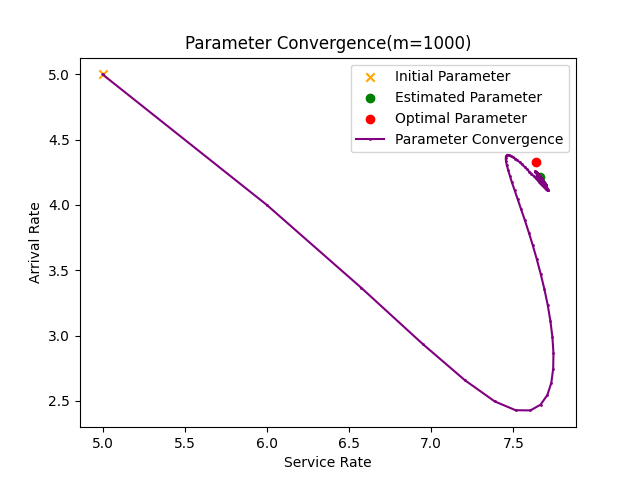 Parameter Convergence(m=1000)
Initial Parameter
Estimated Parameter
Optimal Parameter
Parameter Convergence
Arrival Rate
5.0
4.5
4.0
3.5
3.0
2.5
5.0 5.5 6.0 6.5 7.0 7.5
Service Rate